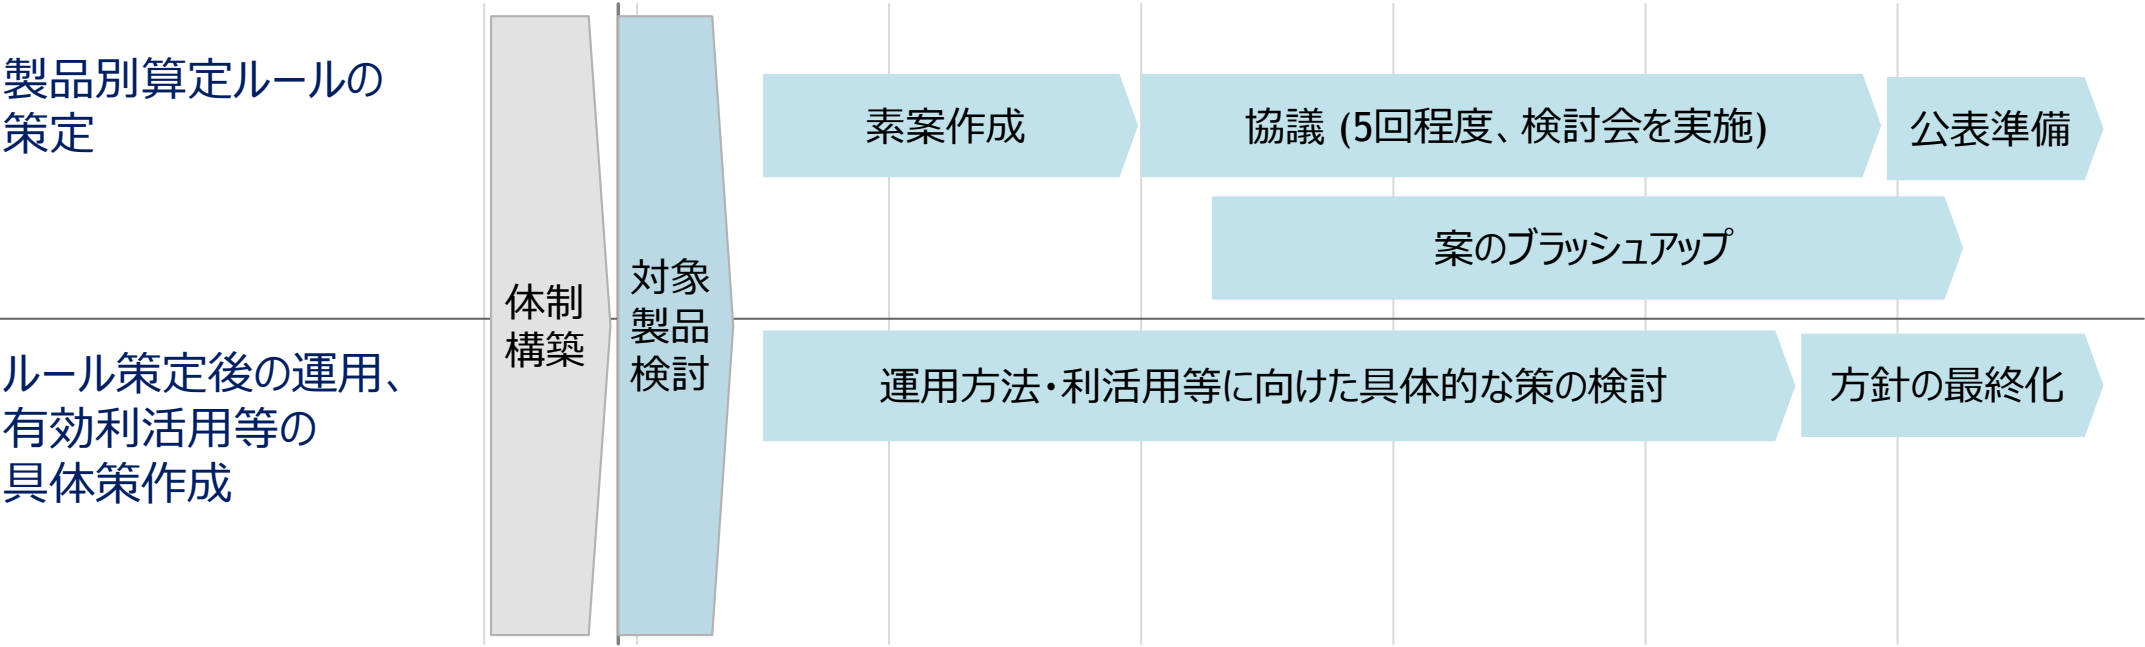 製品別算定ルールの
策定
体制
構築
対象
製品
検討
素案作成
協議 (5回程度、検討会を実施)
公表準備
案のブラッシュアップ
ルール策定後の運用、
有効利活用等の
具体策作成
運用方法・利活用等に向けた具体的な策の検討
方針の最終化